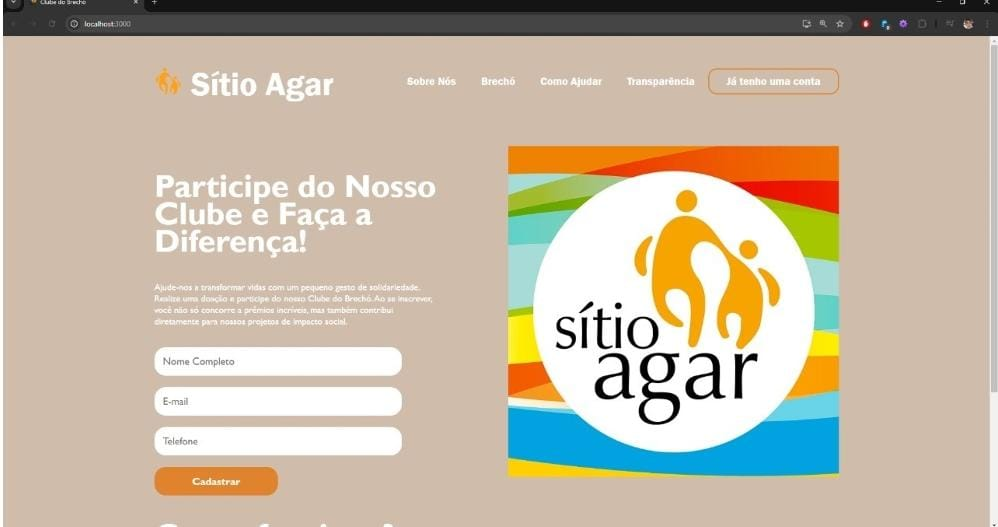 Clube do Brechó
localhost:3000
Sítio Agar
Sobre Nós
Brechó
Como Ajudar
Transparência
Já tenho uma conta
Participe do Nosso
Clube e Faça a
Diferença!
Ajude-nos a transformar vidas com um pequeno gesto de solidariedade.
Realize uma doação e participe do nosso Clube do Brechó. Ao se inscrever,
você não só concorre a prêmios incríveis, mas também contribui
diretamente para nossos projetos de impacto social.
Nome Completo
E-mail
Telefone
Cadastrar
sítio
agar